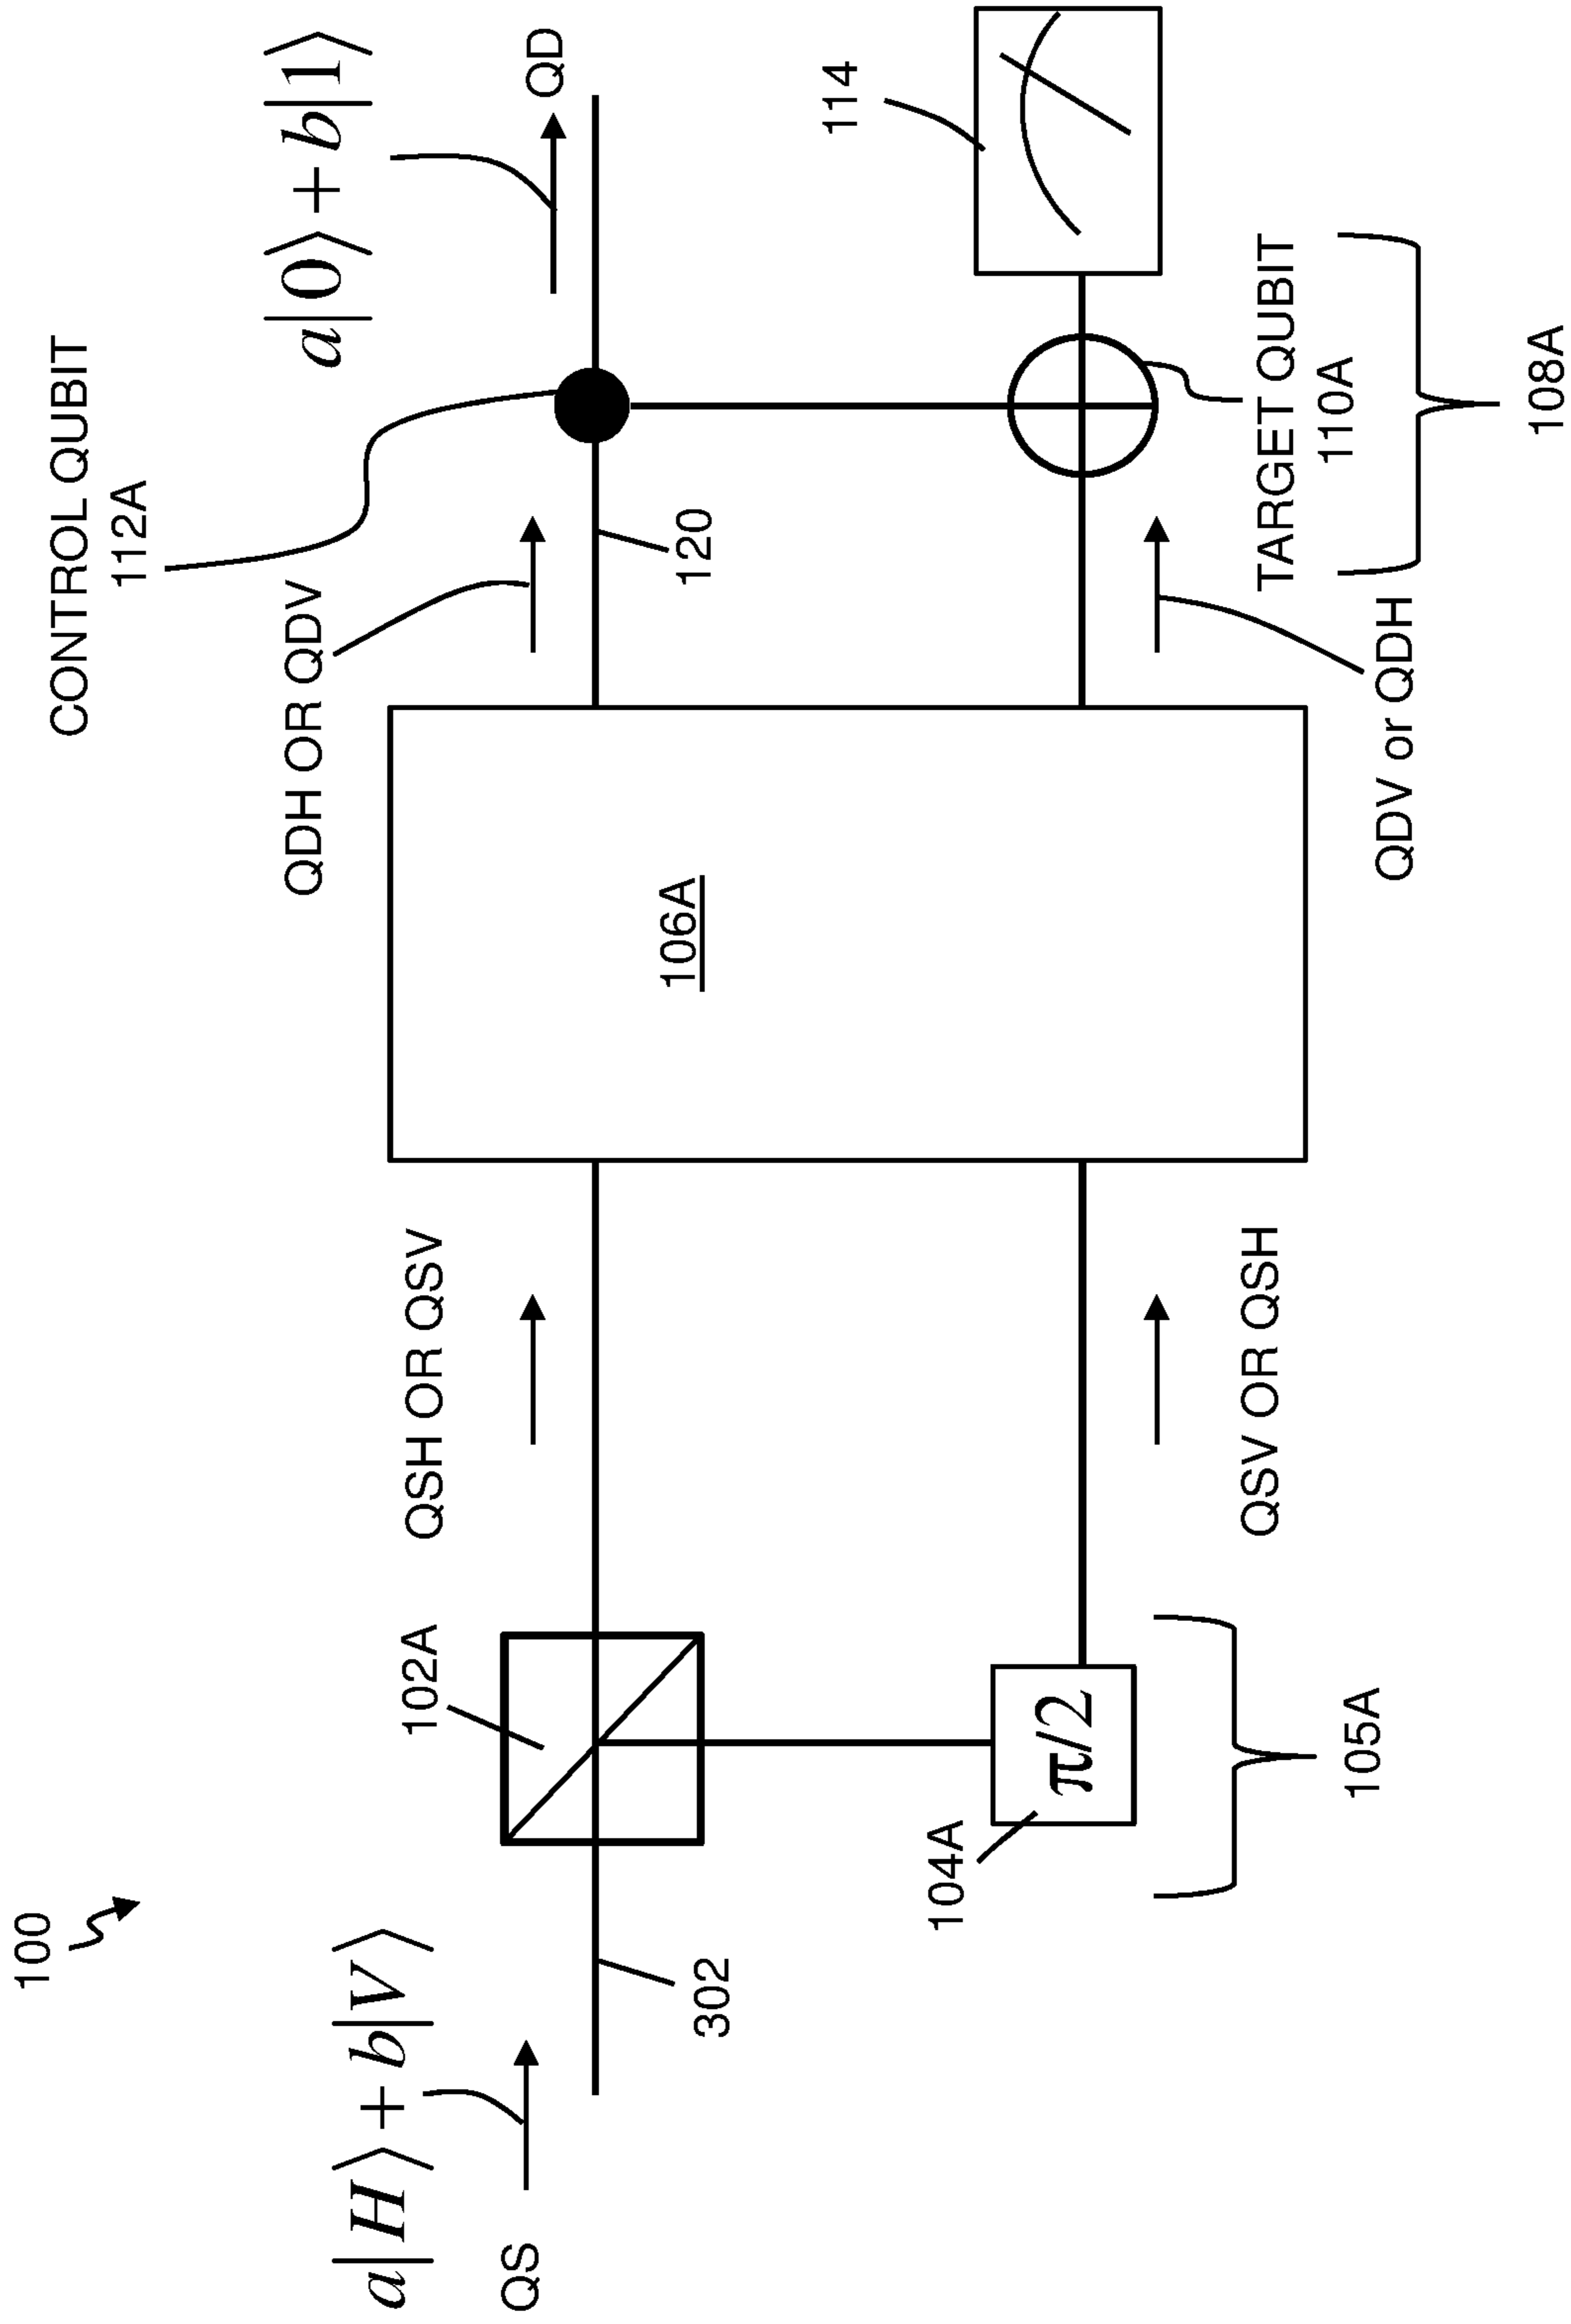 100
a|H⟩+b|V⟩
QS
302
102A
104A
π/2
105A
QSH OR QSV
QSV OR QSH
106A
QDH OR QDV
QDV or QDH
120
CONTROL QUBIT
112A
TARGET QUBIT
110A
108A
a|0⟩+b|1⟩
QD
114